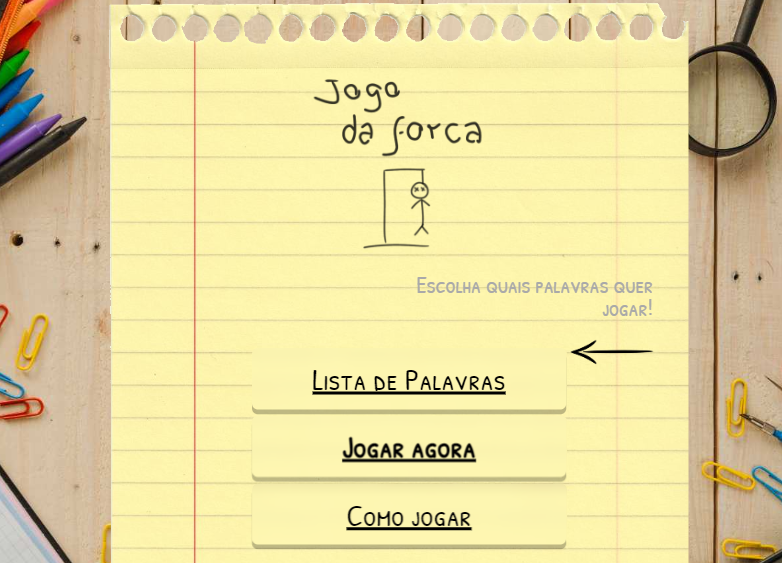 Jogo
da forca
Escolha quais palavras quer
jogar!
Lista de Palavras
Jogar agora
Como jogar